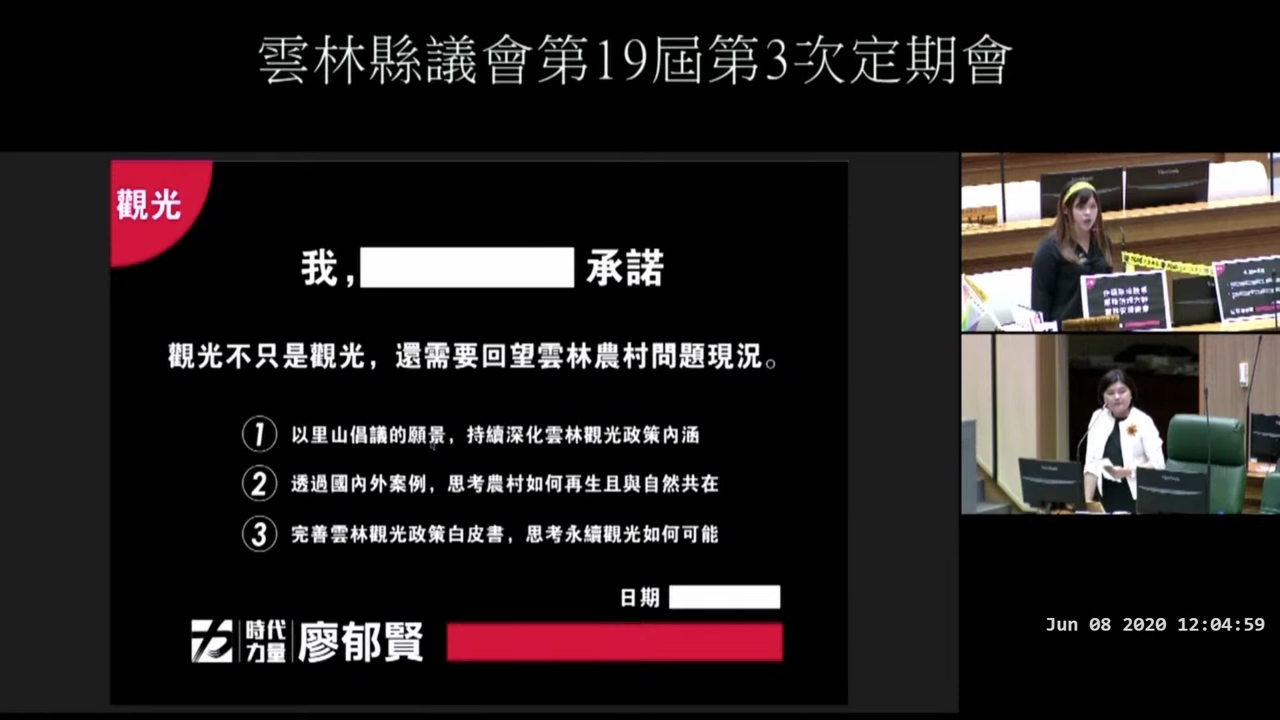 雲林縣議會第19屆第3次定期會
觀光
我, 承諾
觀光不只是觀光，還需要回望雲林農村問題現況。
1 以里山倡議的願景，持續深化雲林觀光政策內涵
2 透過國內外案例，思考農村如何再生且與自然共在
3 完善雲林觀光政策白皮書，思考永續觀光如何可能
日期
時代力量 廖郁賢
Jun 08 2020 12:04:59